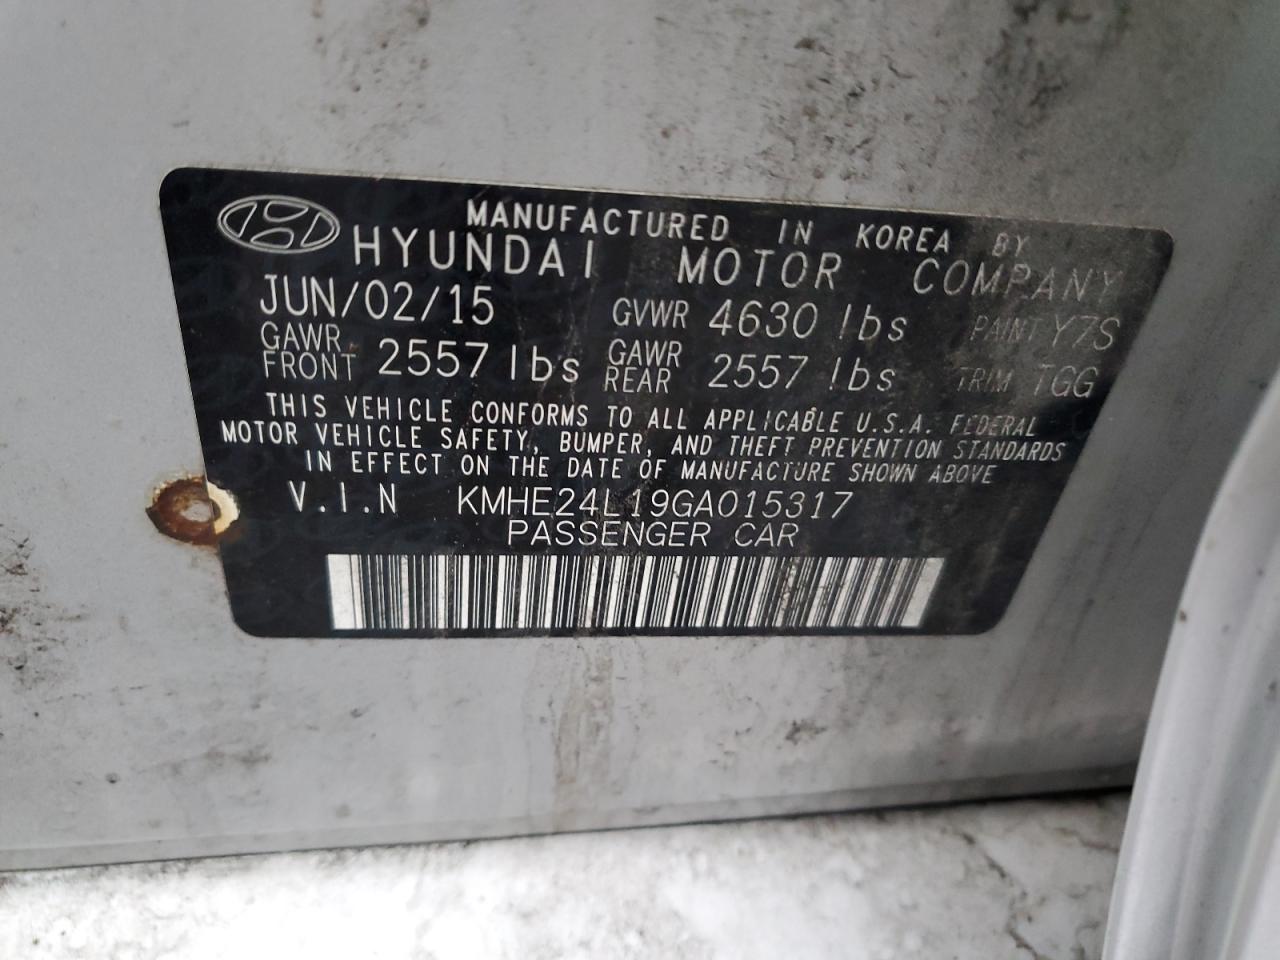 MANUFACTURED IN KOREA BY
HYUNDAI MOTOR COMPANY
JUN/02/15 GVWR 4630 lbs PAINT Y7S
GAWR FRONT 2557 lbs GAWR REAR 2557 lbs TRIM TGG
THIS VEHICLE CONFORMS TO ALL APPLICABLE U.S.A. FEDERAL
MOTOR VEHICLE SAFETY, BUMPER, AND THEFT PREVENTION STANDARDS
IN EFFECT ON THE DATE OF MANUFACTURE SHOWN ABOVE
V.I.N KMHE24L19GA015317
PASSENGER CAR